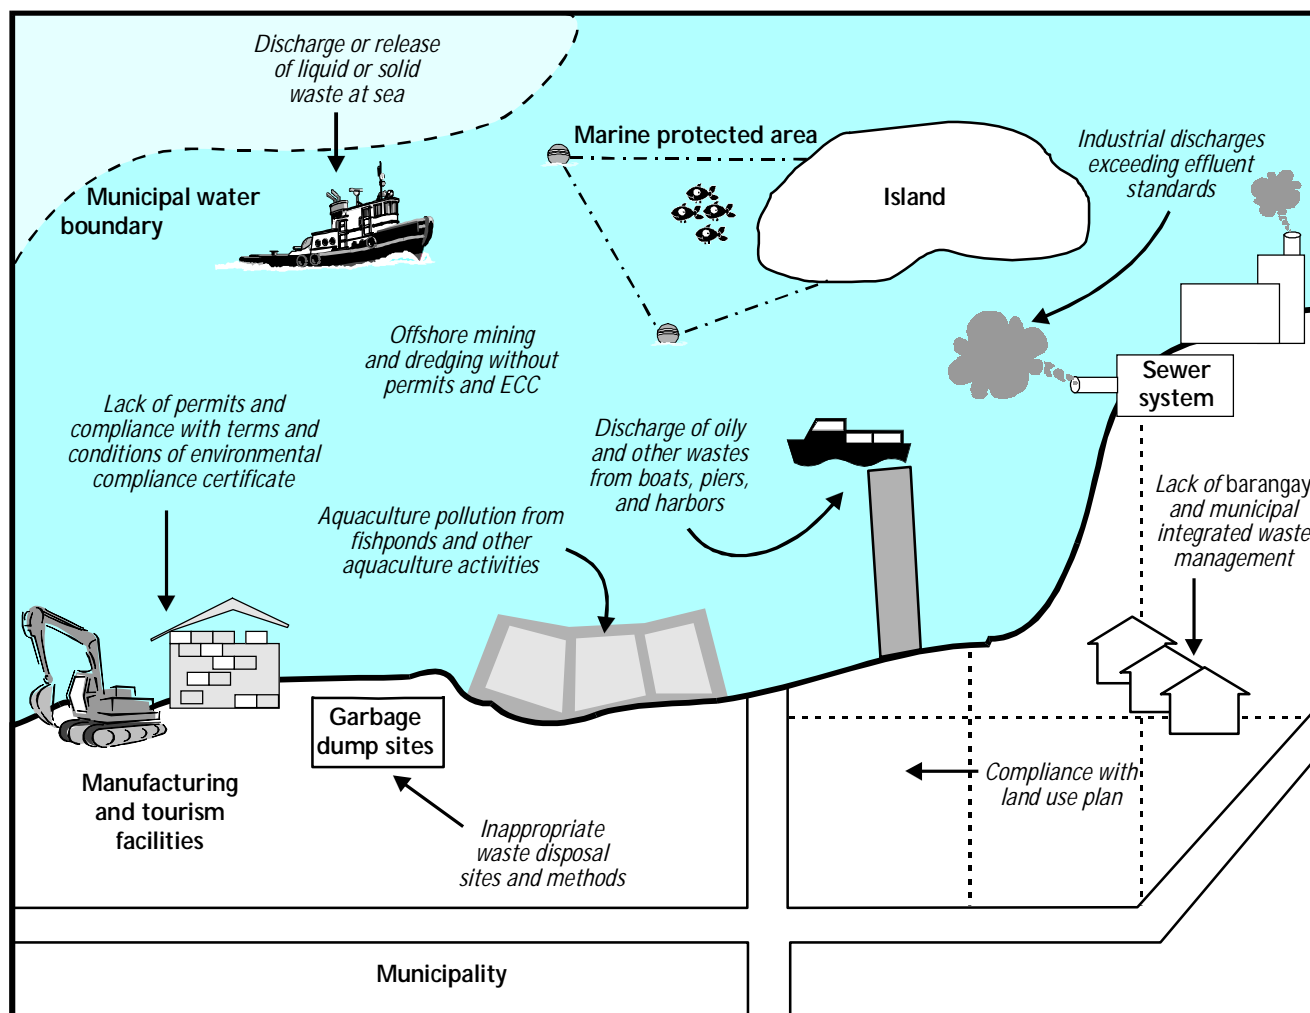 Discharge or release
of liquid or solid
waste at sea
Marine protected area
Industrial discharges
exceeding effluent
standards
Municipal water
boundary
Island
Offshore mining
and dredging without
permits and ECC
Sewer
system
Lack of permits and
compliance with terms and
conditions of environmental
compliance certificate
Discharge of oily
and other wastes
from boats, piers,
and harbors
Lack of barangay
and municipal
integrated waste
management
Aquaculture pollution from
fishponds and other
aquaculture activities
Garbage
dump sites
Manufacturing
and tourism
facilities
Compliance with
land use plan
Inappropriate
waste disposal
sites and methods
Municipality